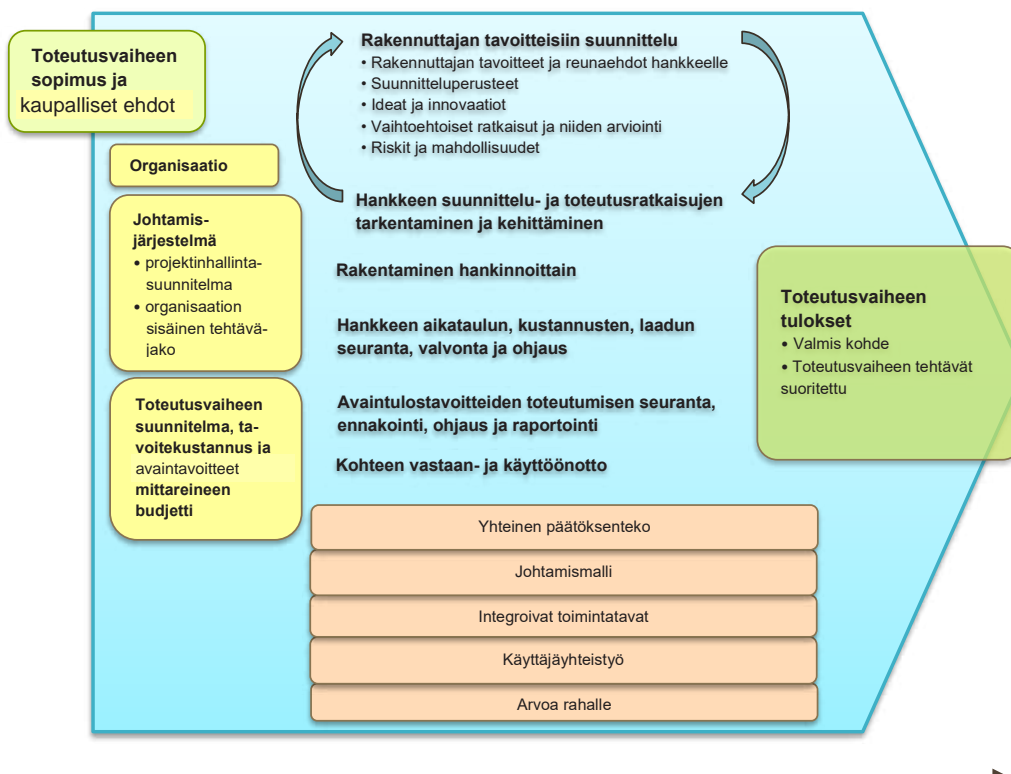 Toteutusvaiheen
sopimus ja
kaupalliset ehdot
Organisaatio
Johtamis-
järjestelmä
• projektinhallinta-
suunnitelma
• organisaation
sisäinen tehtävä-
jako
Toteutusvaiheen
suunnitelma, ta-
voitekustannus ja
avaintavoitteet
mittareineen
budjetti
Rakennuttajan tavoitteisiin suunnittelu
• Rakennuttajan tavoitteet ja reunaehdot hankkeelle
• Suunnitteluperusteet
• Ideat ja innovaatiot
• Vaihtoehtoiset ratkaisut ja niiden arviointi
• Riskit ja mahdollisuudet
Hankkeen suunnittelu- ja toteutusratkaisujen
tarkentaminen ja kehittäminen
Rakentaminen hankinnoittain
Hankkeen aikataulun, kustannusten, laadun
seuranta, valvonta ja ohjaus
Avaintulostavoitteiden toteutumisen seuranta,
ennakointi, ohjaus ja raportointi
Kohteen vastaan- ja käyttöönotto
Yhteinen päätöksenteko
Johtamismalli
Integroivat toimintatavat
Käyttäjäyhteistyö
Arvoa rahalle
Toteutusvaiheen
tulokset
• Valmis kohde
• Toteutusvaiheen tehtävät
suoritettu